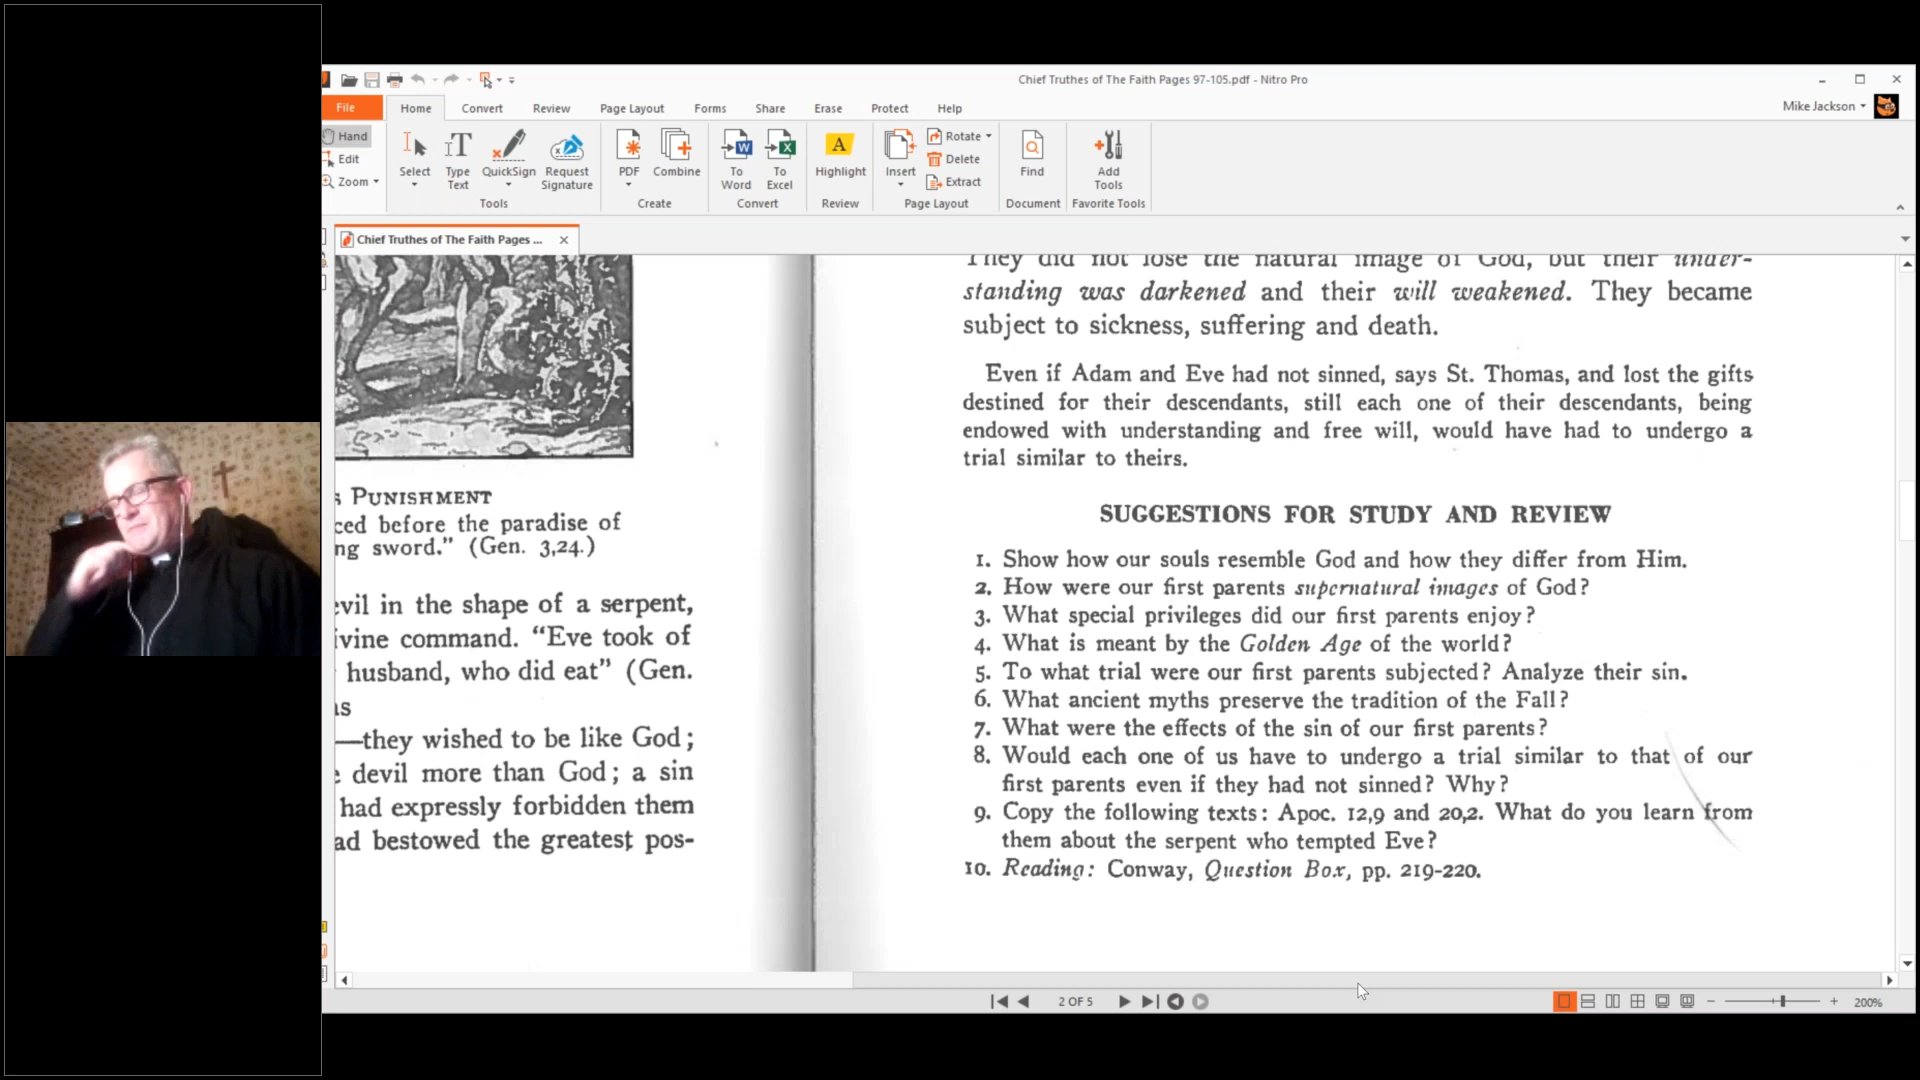 Chief Truthes of The Faith Pages 97-105.pdf - Nitro Pro
File
Home
Convert
Review
Page Layout
Forms
Share
Erase
Protect
Help
Mike Jackson
Hand
Edit
Zoom
Select
Type
Text
QuickSign
Request
Signature
Tools
PDF
Combine
Create
To
Word
To
Excel
Convert
Highlight
Review
Insert
Rotate
Delete
Extract
Page Layout
Find
Document
Add
Tools
Favorite Tools
Chief Truthes of The Faith Pages ...
PUNISHMENT
before the paradise of
sword." (Gen. 3,24.)
in the shape of a serpent,
command. "Eve took of
husband, who did eat" (Gen.
—they wished to be like God;
devil more than God; a sin
had expressly forbidden them
bestowed the greatest pos-
They did not lose the natural image of God, but their under-
standing was darkened and their will weakened. They became
subject to sickness, suffering and death.
Even if Adam and Eve had not sinned, says St. Thomas, and lost the gifts
destined for their descendants, still each one of their descendants, being
endowed with understanding and free will, would have had to undergo a
trial similar to theirs.
SUGGESTIONS FOR STUDY AND REVIEW
1. Show how our souls resemble God and how they differ from Him.
2. How were our first parents supernatural images of God?
3. What special privileges did our first parents enjoy?
4. What is meant by the Golden Age of the world?
5. To what trial were our first parents subjected? Analyze their sin.
6. What ancient myths preserve the tradition of the Fall?
7. What were the effects of the sin of our first parents?
8. Would each one of us have to undergo a trial similar to that of our
first parents even if they had not sinned? Why?
9. Copy the following texts: Apoc. 12,9 and 20,2. What do you learn from
them about the serpent who tempted Eve?
10. Reading: Conway, Question Box, pp. 219-220.
2 OF 5
200%